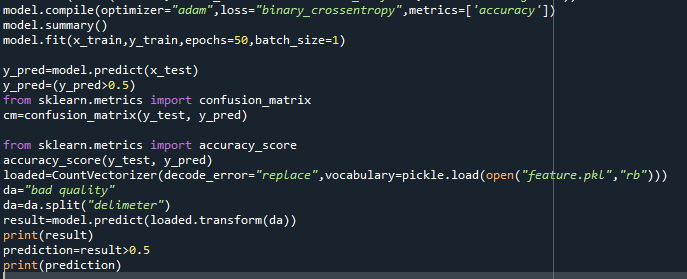 model.compile(optimizer="adam",loss="binary_crossentropy",metrics=['accuracy'])
model.summary()
model.fit(x_train,y_train,epochs=50,batch_size=1)
y_pred=model.predict(x_test)
y_pred=(y_pred>0.5)
from sklearn.metrics import confusion_matrix
cm=confusion_matrix(y_test, y_pred)
from sklearn.metrics import accuracy_score
accuracy_score(y_test, y_pred)
loaded=CountVectorizer(decode_error="replace",vocabulary=pickle.load(open("feature.pkl","rb")))
da="bad quality"
da=da.split("delimeter")
result=model.predict(loaded.transform(da))
print(result)
prediction=result>0.5
print(prediction)